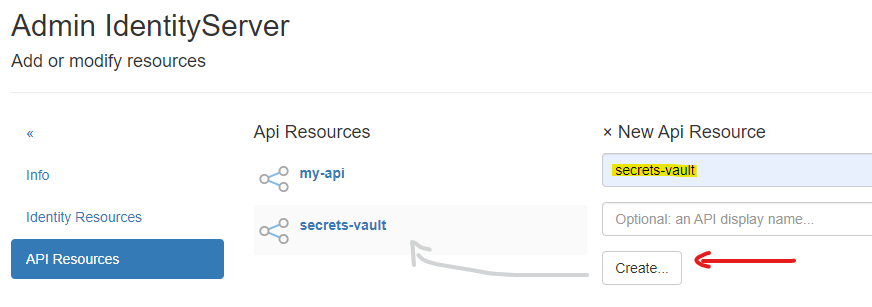 Admin IdentityServer
Add or modify resources
«
Info
Identity Resources
API Resources
Api Resources
my-api
secrets-vault
× New Api Resource
secrets-vault
Optional: an API display name...
Create...